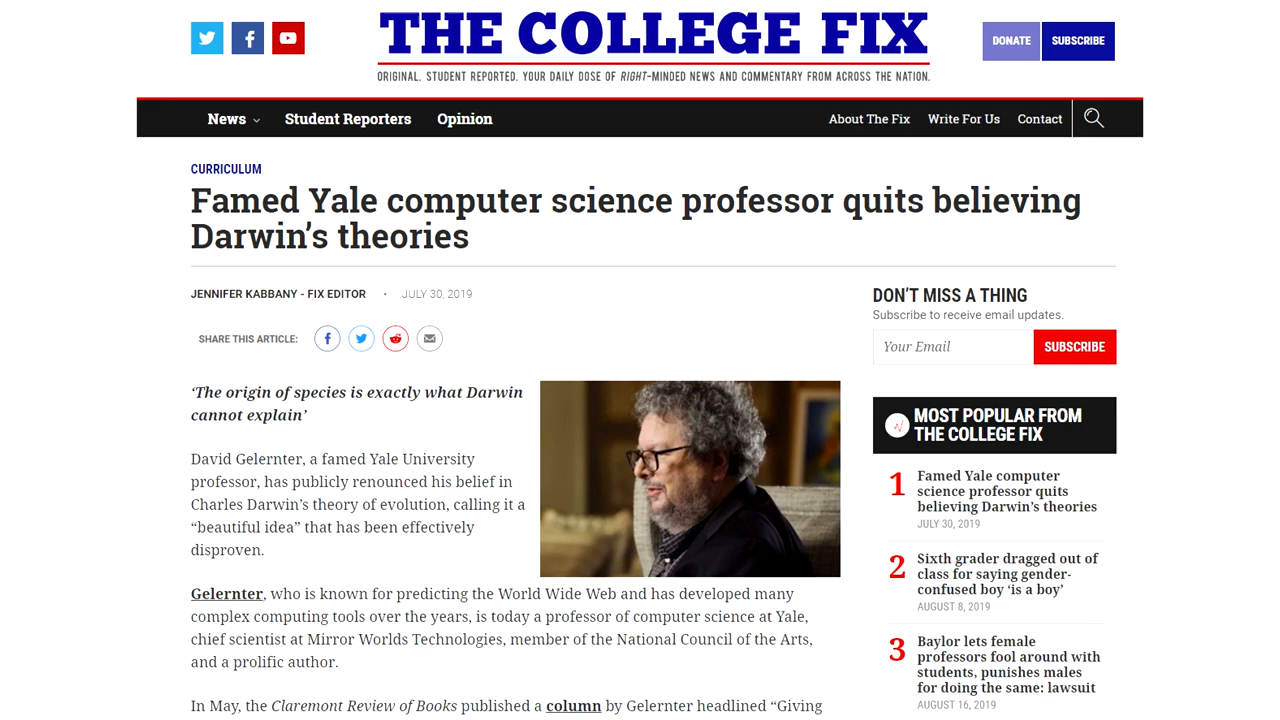 THE COLLEGE FIX
ORIGINAL. STUDENT REPORTED. YOUR DAILY DOSE OF RIGHT-MINDED NEWS AND COMMENTARY FROM ACROSS THE NATION.
DONATE
SUBSCRIBE
News
Student Reporters
Opinion
About The Fix
Write For Us
Contact
CURRICULUM
Famed Yale computer science professor quits believing
Darwin’s theories
JENNIFER KABBANY - FIX EDITOR • JULY 30, 2019
SHARE THIS ARTICLE:
‘The origin of species is exactly what Darwin
cannot explain’
David Gelernter, a famed Yale University
professor, has publicly renounced his belief in
Charles Darwin’s theory of evolution, calling it a
“beautiful idea” that has been effectively
disproven.
Gelernter, who is known for predicting the World Wide Web and has developed many
complex computing tools over the years, is today a professor of computer science at Yale,
chief scientist at Mirror Worlds Technologies, member of the National Council of the Arts,
and a prolific author.
In May, the Claremont Review of Books published a column by Gelernter headlined “Giving
DON’T MISS A THING
Subscribe to receive email updates.
Your Email
SUBSCRIBE
MOST POPULAR FROM
THE COLLEGE FIX
1
Famed Yale computer
science professor quits
believing Darwin’s theories
JULY 30, 2019
2
Sixth grader dragged out of
class for saying gender-
confused boy ‘is a boy’
AUGUST 8, 2019
3
Baylor lets female
professors fool around with
students, punishes males
for doing the same: lawsuit
AUGUST 16, 2019